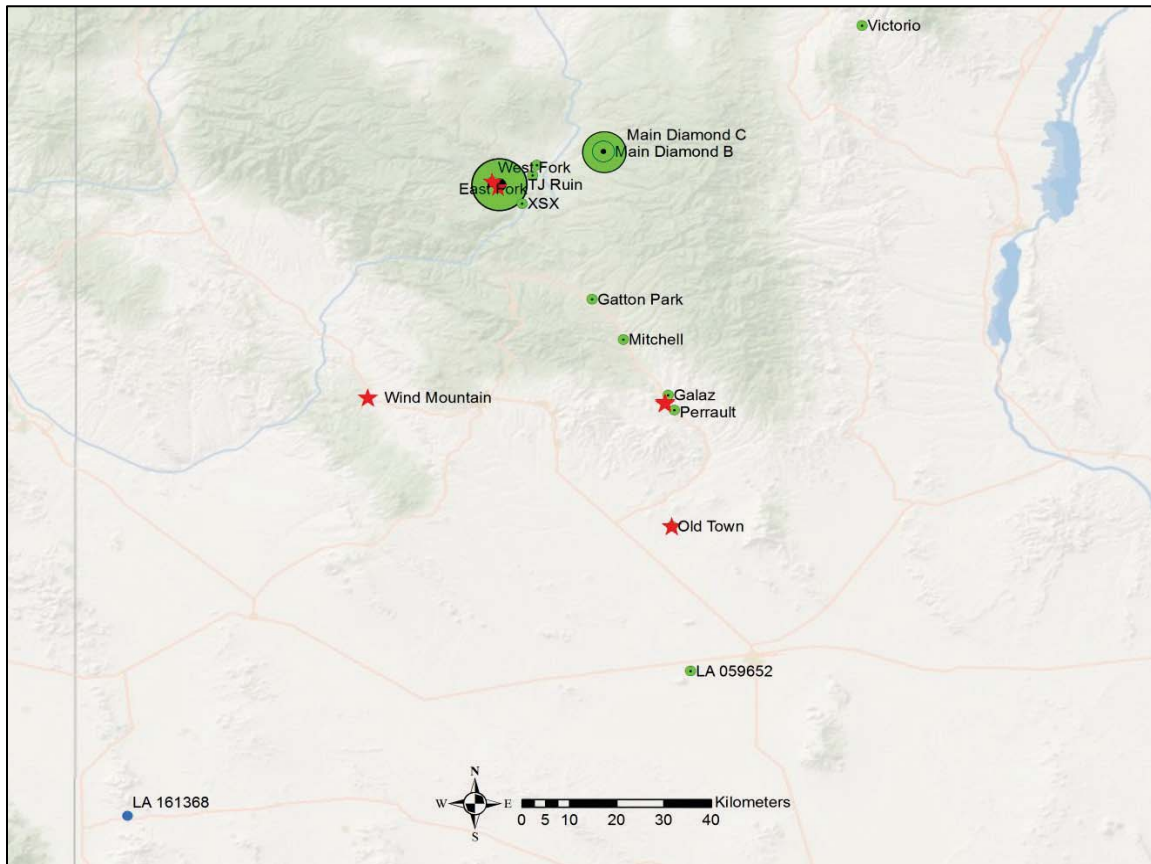 Victorio
Main Diamond C
Main Diamond B
West Fork
TJ Ruin
East Fork
XSX
Gatton Park
Mitchell
Galaz
Wind Mountain
Perrault
Old Town
LA 059652
LA 161368
N
W E
S
Kilometers
0 5 10 20 30 40